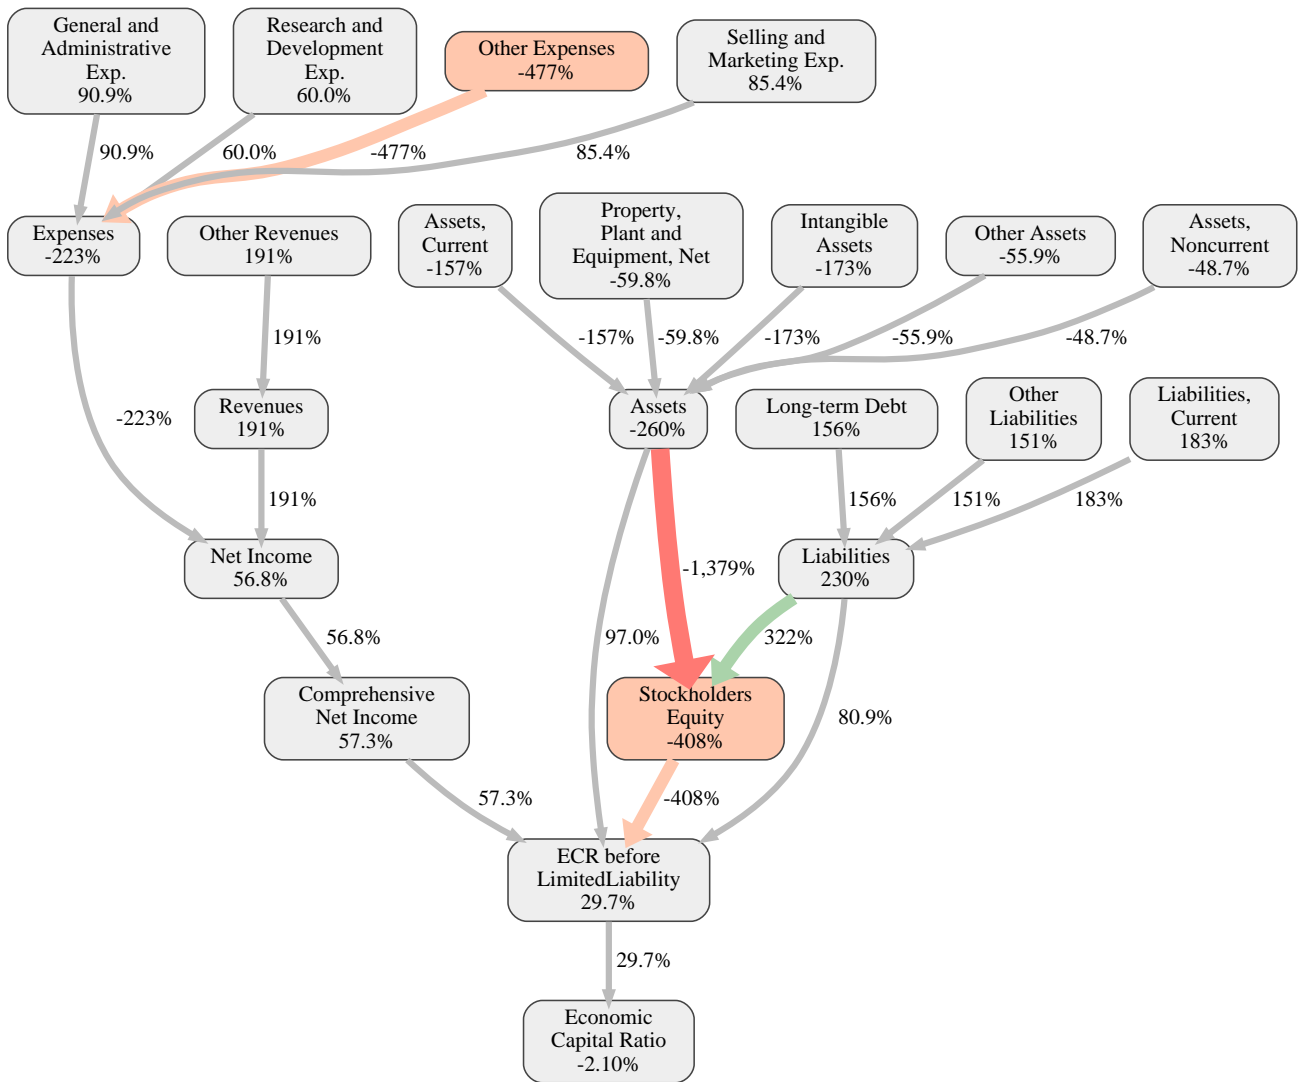 General and
Administrative
Exp.
90.9%
Research and
Development
Exp.
60.0%
Other Expenses
-477%
Selling and
Marketing Exp.
85.4%
90.9%
60.0%
-477%
85.4%
Expenses
-223%
Other Revenues
191%
Assets,
Current
-157%
Property,
Plant and
Equipment, Net
-59.8%
Intangible
Assets
-173%
Other Assets
-55.9%
Assets,
Noncurrent
-48.7%
191%
-157%
-59.8%
-173%
-55.9%
-48.7%
-223%
Revenues
191%
Assets
-260%
Long-term Debt
156%
Other
Liabilities
151%
Liabilities,
Current
183%
191%
156%
151%
183%
Net Income
56.8%
Liabilities
230%
-1,379%
56.8%
97.0%
322%
Comprehensive
Net Income
57.3%
Stockholders
Equity
-408%
80.9%
57.3%
-408%
ECR before
LimitedLiability
29.7%
29.7%
Economic
Capital Ratio
-2.10%